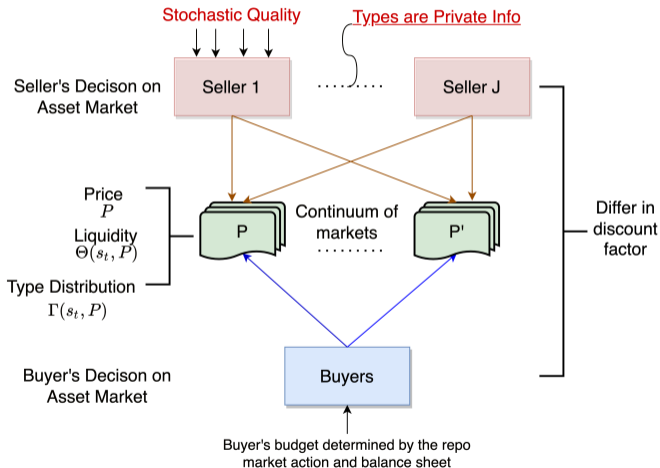 Stochastic Quality
Types are Private Info
Seller's Decison on
Asset Market
Seller 1
Seller J
Price
P
Liquidity
Θ(s_t, P)
Type Distribution
Γ(s_t, P)
P
Continuum of
markets
P'
Differ in
discount
factor
Buyer's Decison on
Asset Market
Buyers
Buyer's budget determined by the repo
market action and balance sheet